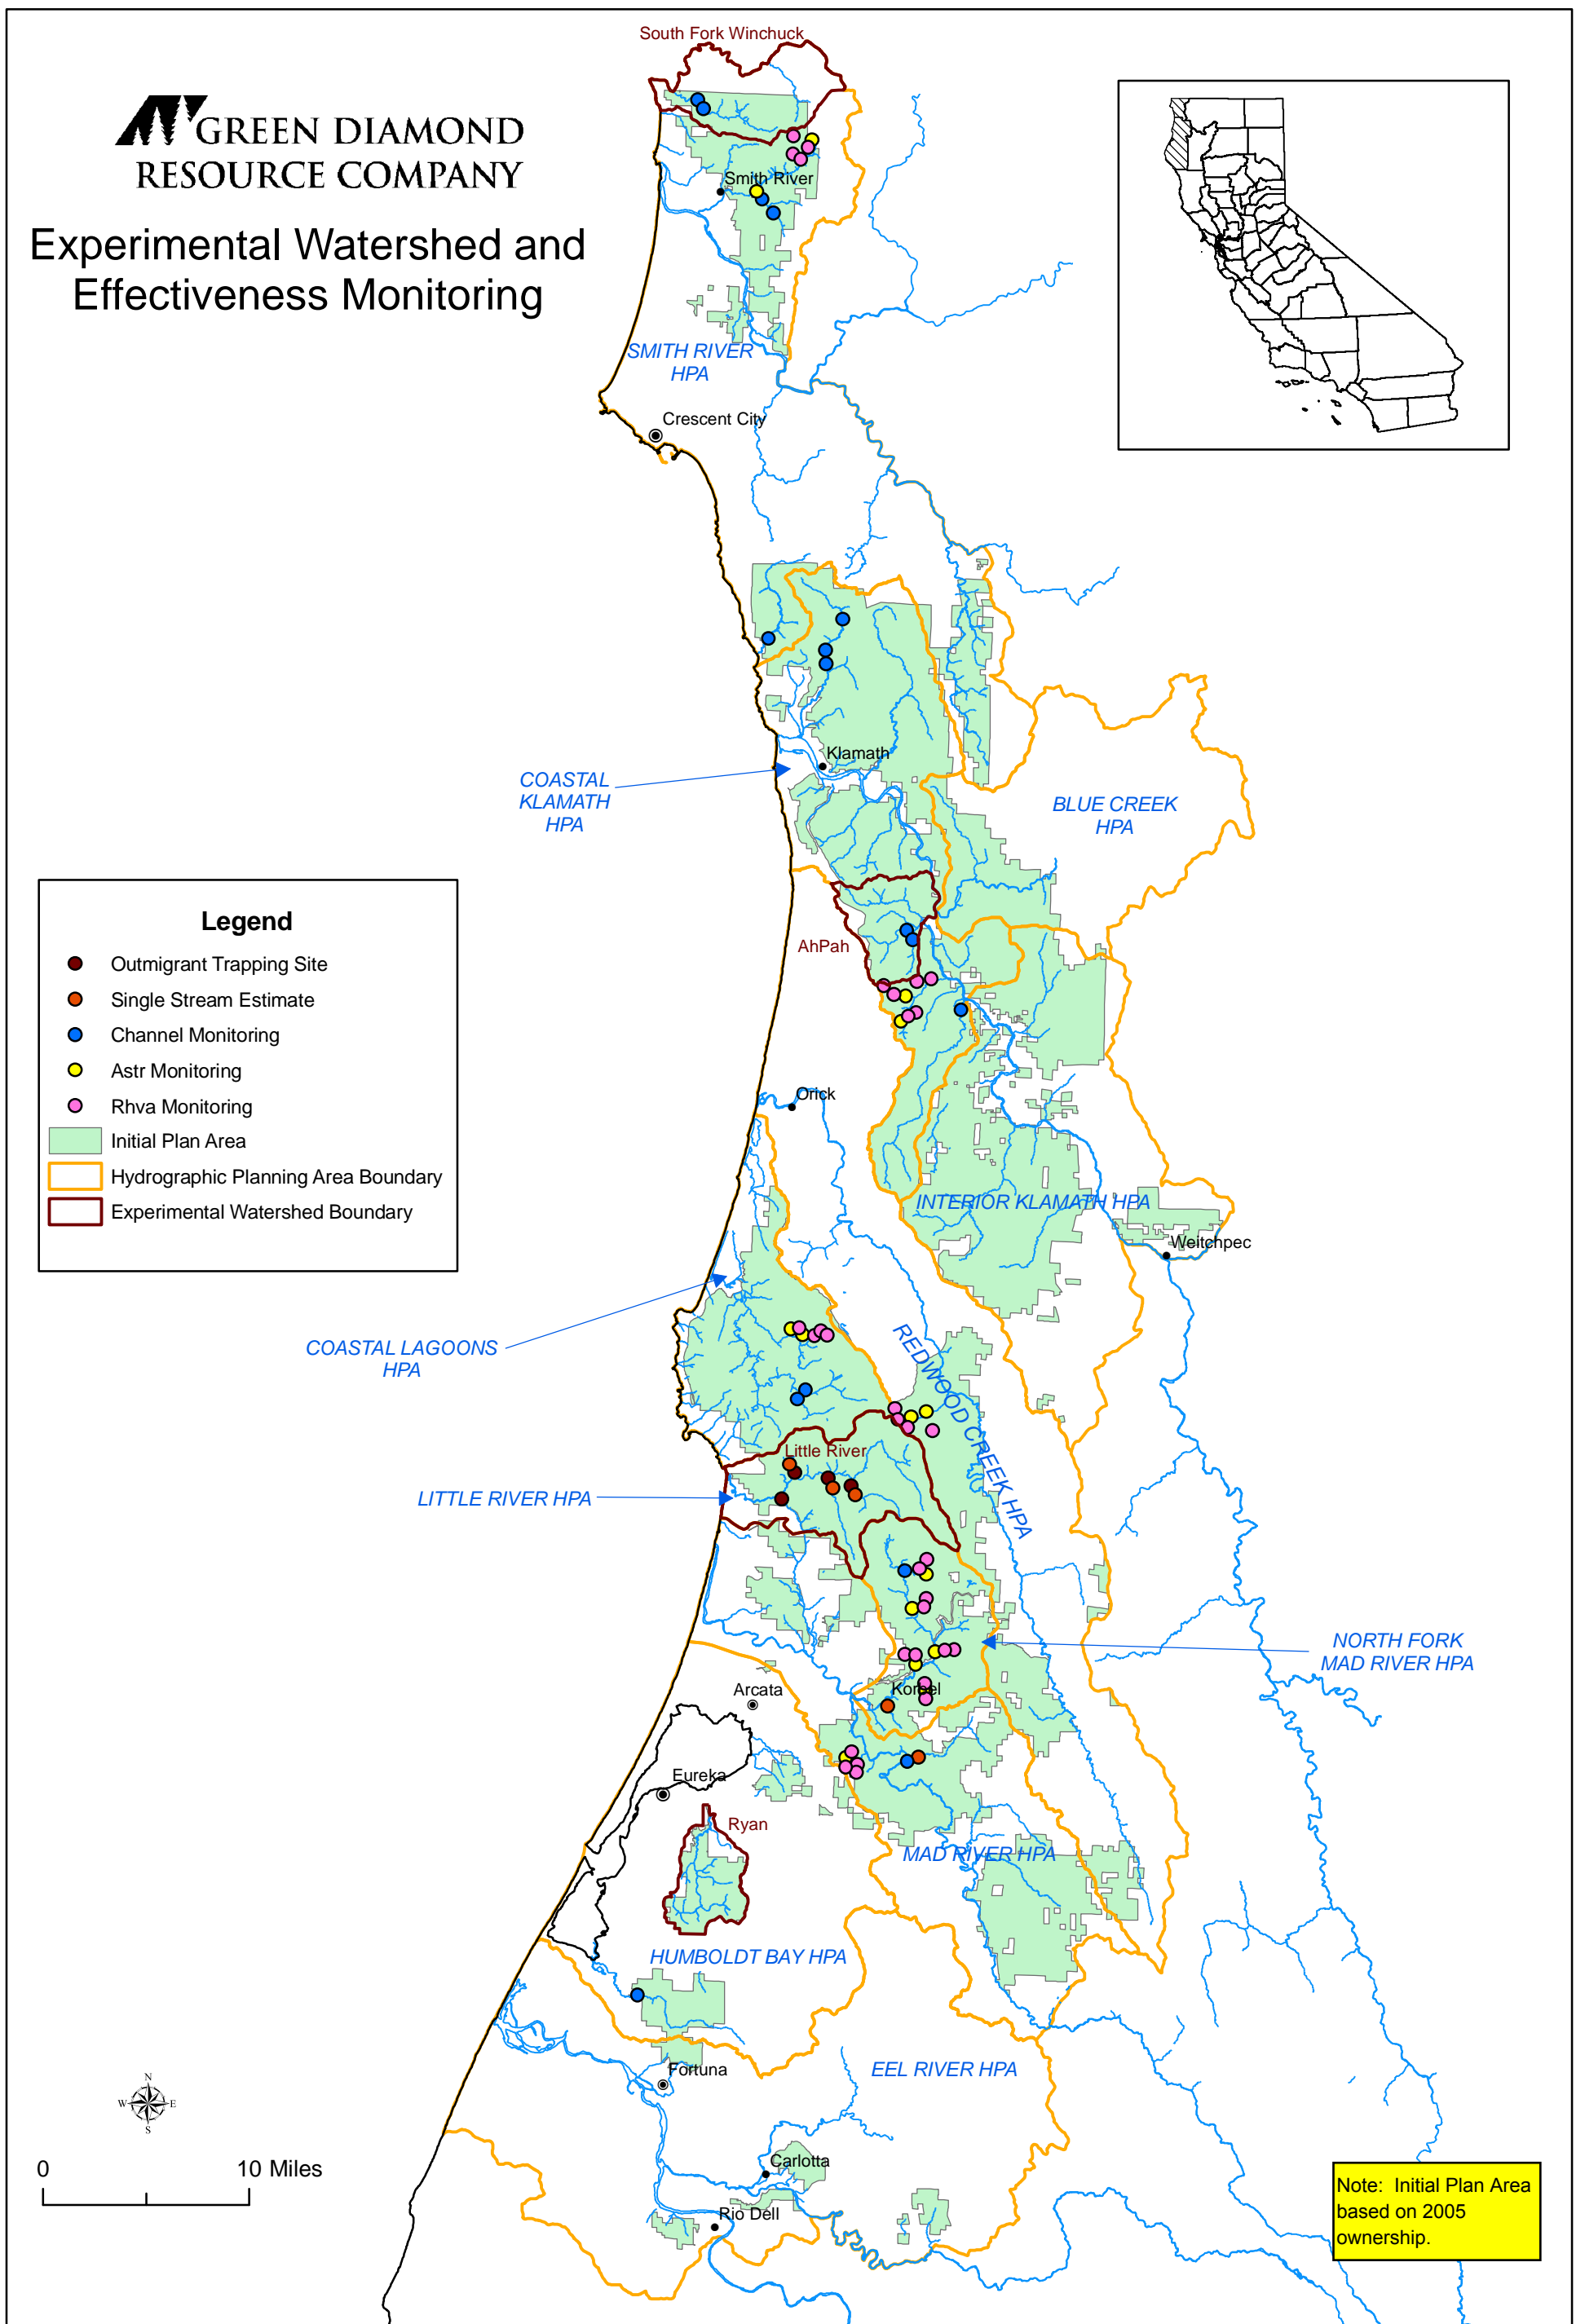 GREEN DIAMOND
RESOURCE COMPANY
Experimental Watershed and
Effectiveness Monitoring
South Fork Winchuck
Smith River
SMITH RIVER
HPA
Crescent City
Klamath
COASTAL
KLAMATH
HPA
BLUE CREEK
HPA
AhPah
Legend
Outmigrant Trapping Site
Single Stream Estimate
Channel Monitoring
Astr Monitoring
Rhva Monitoring
Initial Plan Area
Hydrographic Planning Area Boundary
Experimental Watershed Boundary
Orick
INTERIOR KLAMATH HPA
Weitchpec
COASTAL LAGOONS
HPA
REDWOOD CREEK HPA
Little River
LITTLE RIVER HPA
NORTH FORK
MAD RIVER HPA
Korbel
Arcata
Eureka
Ryan
MAD RIVER HPA
HUMBOLDT BAY HPA
EEL RIVER HPA
Fortuna
N
W E
S
0 10 Miles
Carlotta
Rio Dell
Note: Initial Plan Area
based on 2005
ownership.